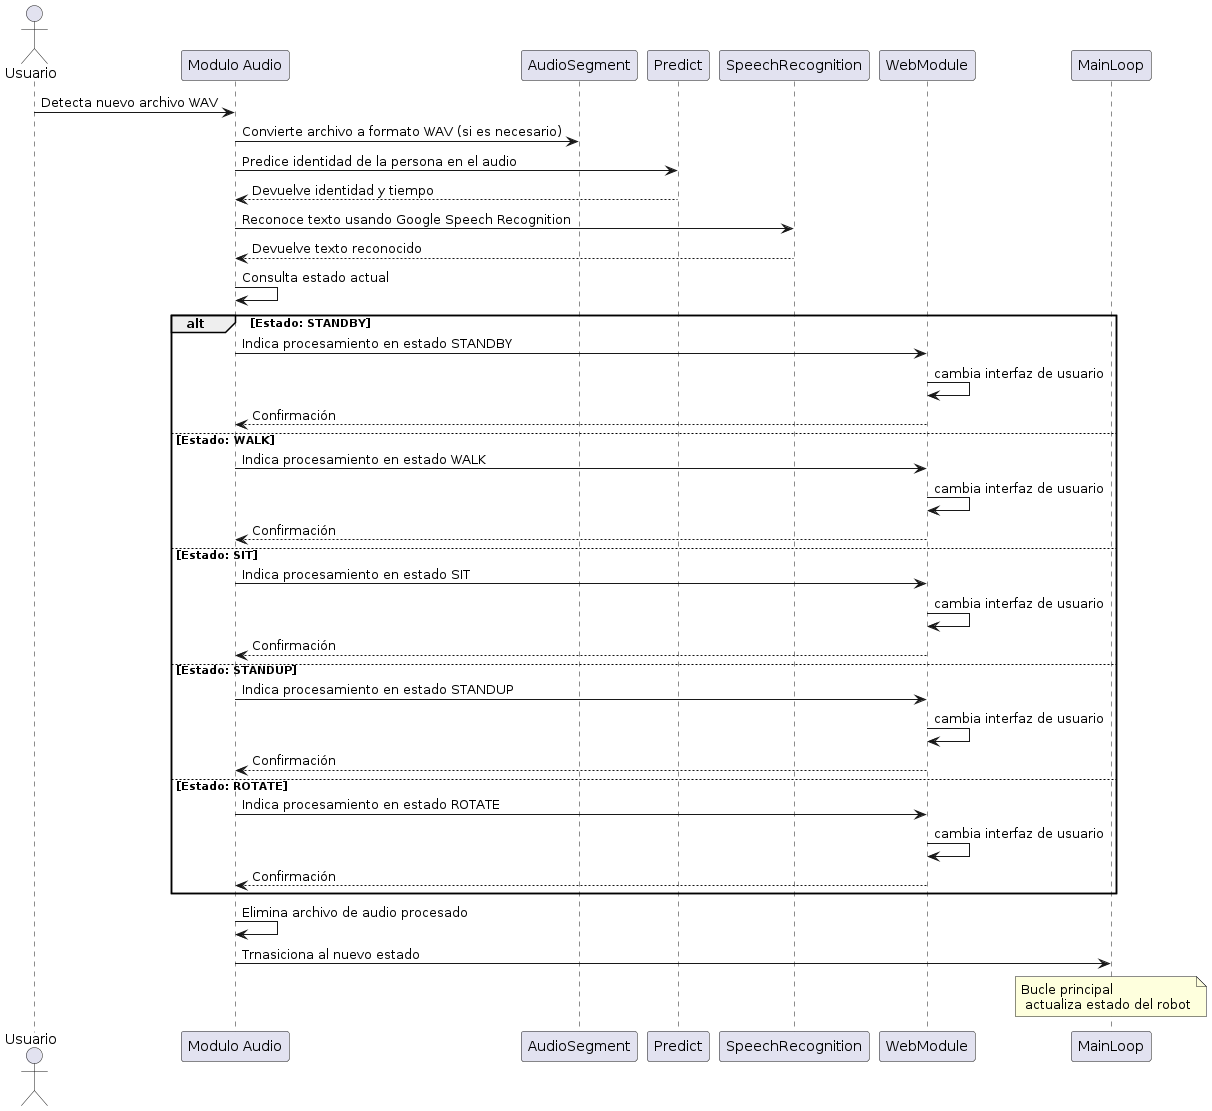 Usuario
Modulo Audio
AudioSegment
Predict
SpeechRecognition
WebModule
MainLoop
Detecta nuevo archivo WAV
Convierte archivo a formato WAV (si es necesario)
Predice identidad de la persona en el audio
Devuelve identidad y tiempo
Reconoce texto usando Google Speech Recognition
Devuelve texto reconocido
Consulta estado actual
alt
[Estado: STANDBY]
Indica procesamiento en estado STANDBY
cambia interfaz de usuario
Confirmación
[Estado: WALK]
Indica procesamiento en estado WALK
cambia interfaz de usuario
Confirmación
[Estado: SIT]
Indica procesamiento en estado SIT
cambia interfaz de usuario
Confirmación
[Estado: STANDUP]
Indica procesamiento en estado STANDUP
cambia interfaz de usuario
Confirmación
[Estado: ROTATE]
Indica procesamiento en estado ROTATE
cambia interfaz de usuario
Confirmación
Elimina archivo de audio procesado
Trnasiciona al nuevo estado
Bucle principal
actualiza estado del robot
Usuario
Modulo Audio
AudioSegment
Predict
SpeechRecognition
WebModule
MainLoop